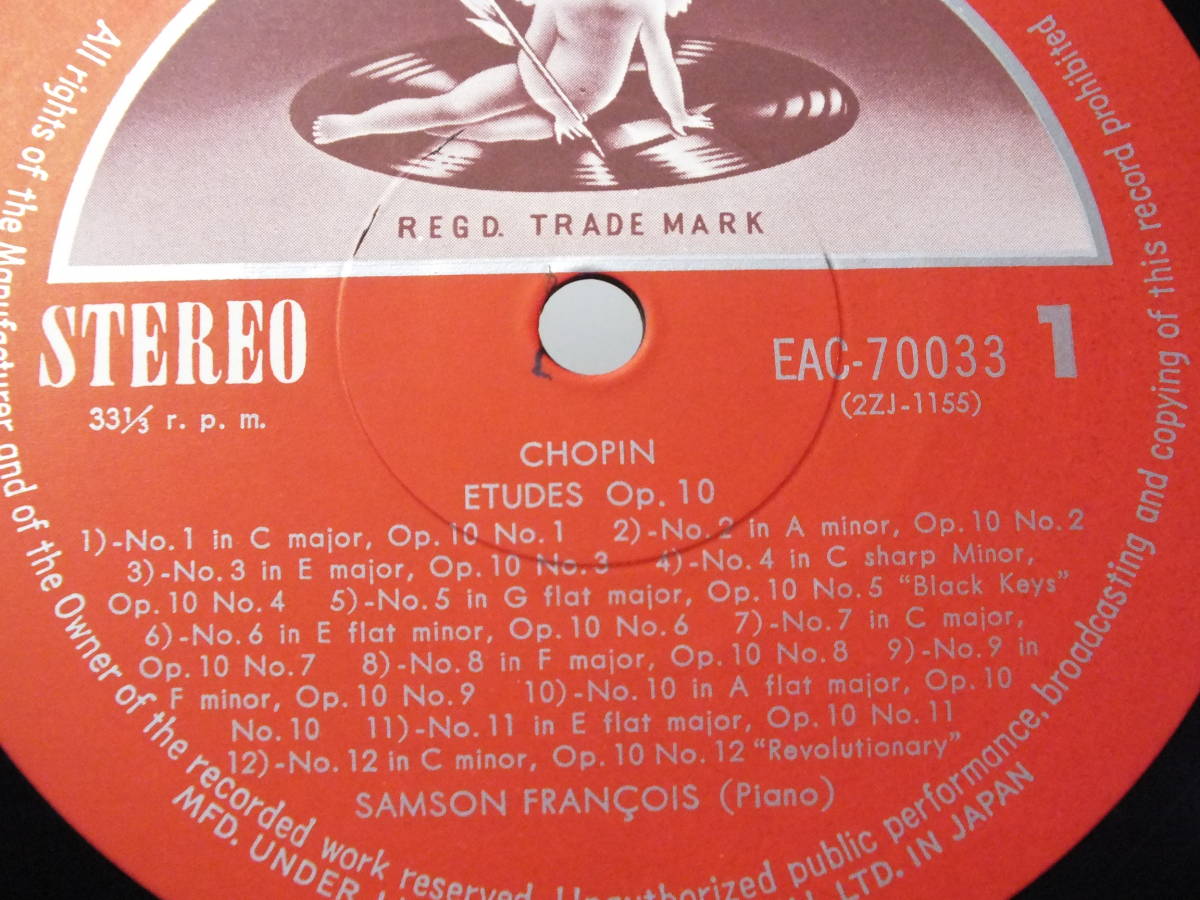 REGD. TRADE MARK
STEREO
33⅓ r. p. m.
EAC-70033
1
(2ZJ-1155)
CHOPIN
ETUDES Op. 10
1)-No. 1 in C major, Op. 10 No. 1 2)-No. 2 in A minor, Op. 10 No. 2
3)-No. 3 in E major, Op. 10 No. 3 4)-No. 4 in C sharp Minor,
Op. 10 No. 4 5)-No. 5 in G flat major, Op. 10 No. 5 “Black Keys”
6)-No. 6 in E flat minor, Op. 10 No. 6 7)-No. 7 in C major,
Op. 10 No. 7 8)-No. 8 in F major, Op. 10 No. 8 9)-No. 9 in
F minor, Op. 10 No. 9 10)-No. 10 in A flat major, Op. 10
No. 10 11)-No. 11 in E flat major, Op. 10 No. 11
12)-No. 12 in C minor, Op. 10 No. 12 “Revolutionary”
SAMSON FRANÇOIS (Piano)
All rights of the Manufacturer and of the Owner of the recorded work reserved. Unauthorized public performance, broadcasting and copying of this record prohibited
MFD. UNDER LTD. IN JAPAN